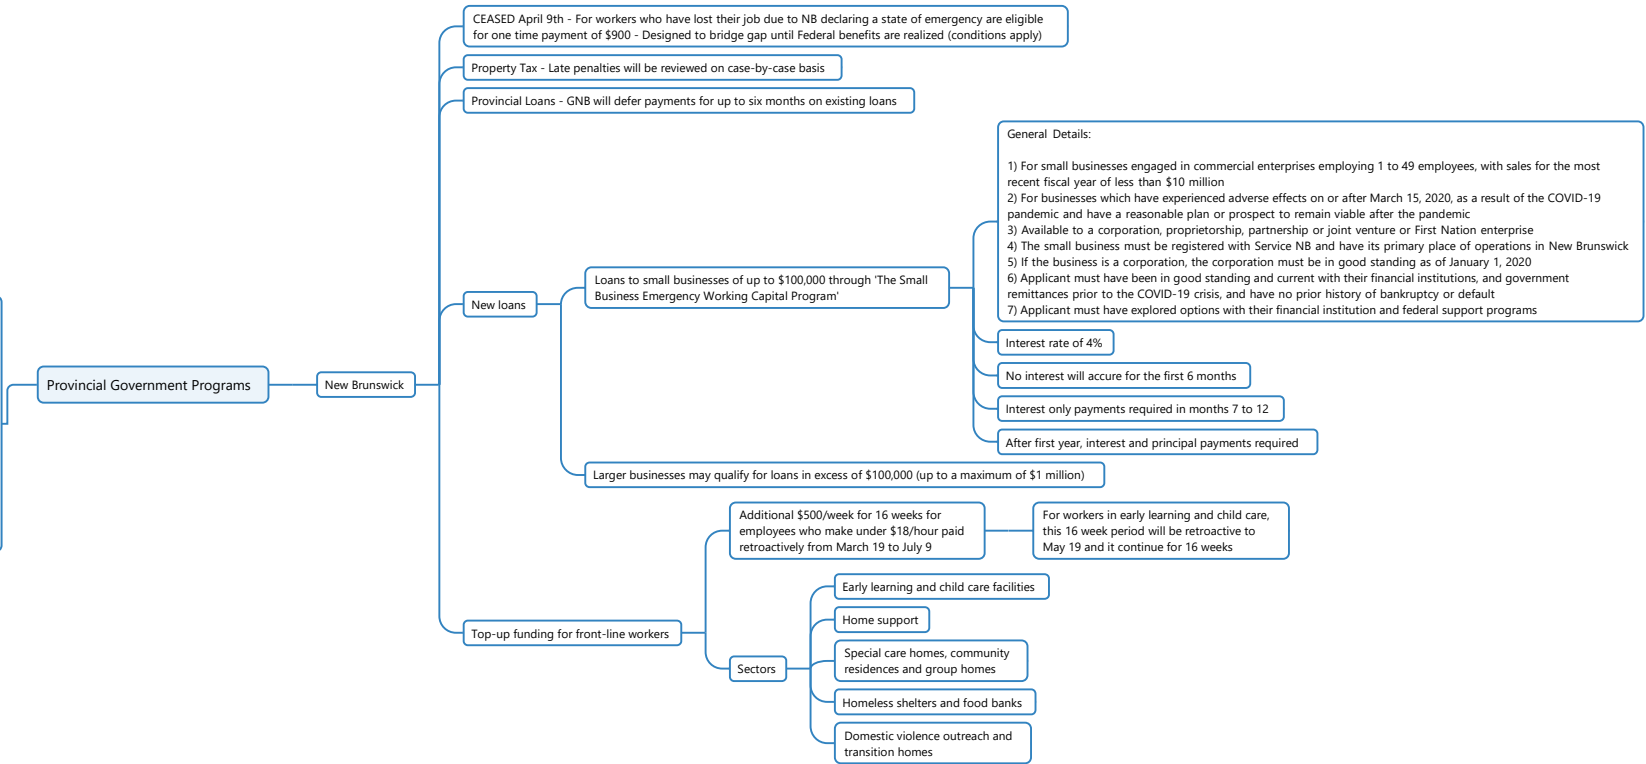 CEASED April 9th - For workers who have lost their job due to NB declaring a state of emergency are eligible
for one time payment of $900 - Designed to bridge gap until Federal benefits are realized (conditions apply)
Property Tax - Late penalties will be reviewed on case-by-case basis
Provincial Loans - GNB will defer payments for up to six months on existing loans
General Details:
1) For small businesses engaged in commercial enterprises employing 1 to 49 employees, with sales for the most
recent fiscal year of less than $10 million
2) For businesses which have experienced adverse effects on or after March 15, 2020, as a result of the COVID-19
pandemic and have a reasonable plan or prospect to remain viable after the pandemic
3) Available to a corporation, proprietorship, partnership or joint venture or First Nation enterprise
4) The small business must be registered with Service NB and have its primary place of operations in New Brunswick
5) If the business is a corporation, the corporation must be in good standing as of January 1, 2020
6) Applicant must have been in good standing and current with their financial institutions, and government
remittances prior to the COVID-19 crisis, and have no prior history of bankruptcy or default
7) Applicant must have explored options with their financial institution and federal support programs
Loans to small businesses of up to $100,000 through 'The Small
Business Emergency Working Capital Program'
New loans
Interest rate of 4%
No interest will accure for the first 6 months
Provincial Government Programs
New Brunswick
Interest only payments required in months 7 to 12
After first year, interest and principal payments required
Larger businesses may qualify for loans in excess of $100,000 (up to a maximum of $1 million)
Additional $500/week for 16 weeks for
employees who make under $18/hour paid
retroactively from March 19 to July 9
For workers in early learning and child care,
this 16 week period will be retroactive to
May 19 and it continue for 16 weeks
Early learning and child care facilities
Home support
Top-up funding for front-line workers
Special care homes, community
residences and group homes
Sectors
Homeless shelters and food banks
Domestic violence outreach and
transition homes